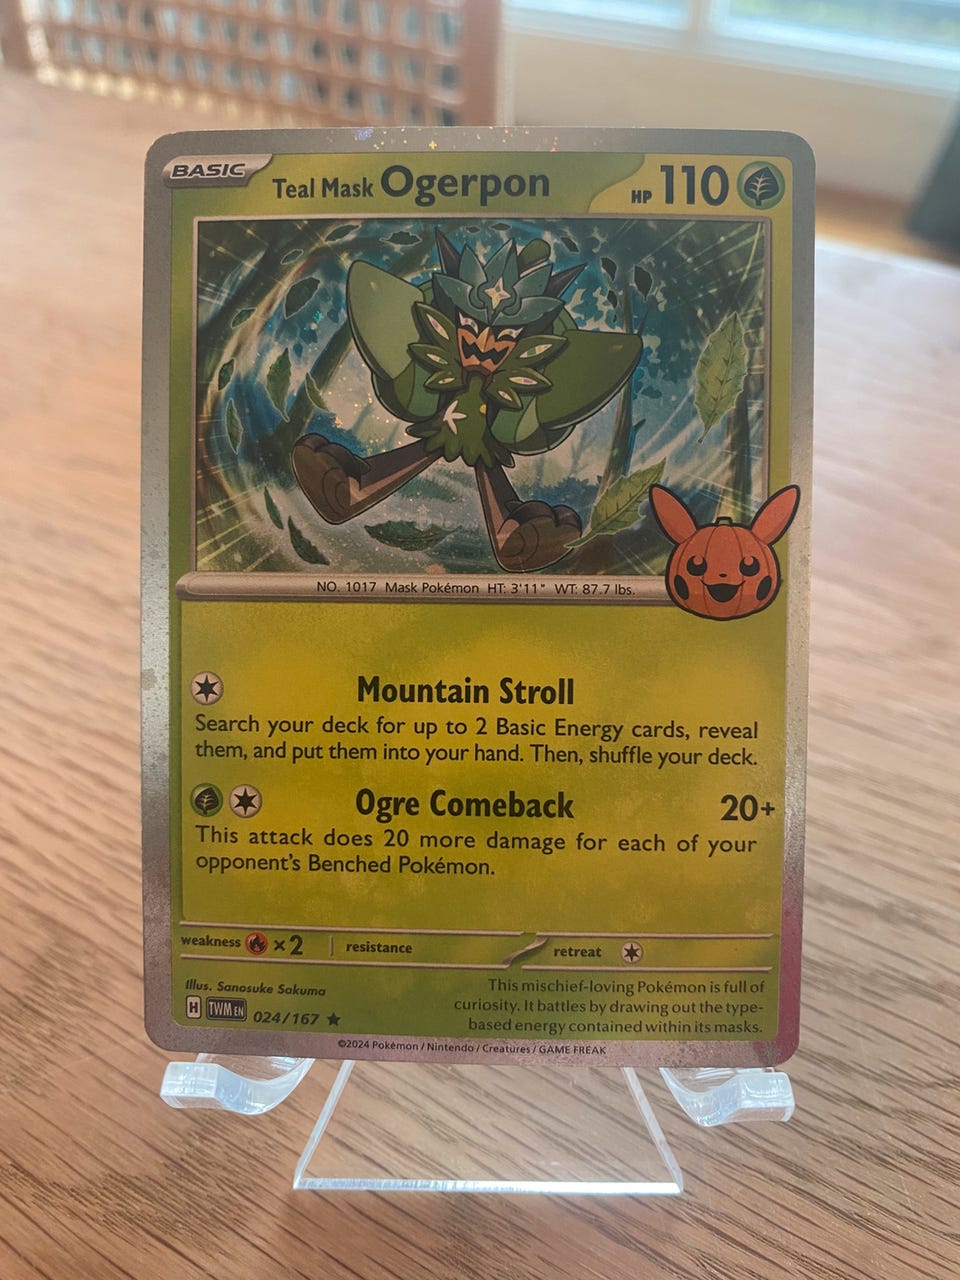 BASIC
Teal Mask Ogerpon HP 110
NO. 1017 Mask Pokémon HT: 3'11" WT: 87.7 lbs.
Mountain Stroll
Search your deck for up to 2 Basic Energy cards, reveal
them, and put them into your hand. Then, shuffle your deck.
Ogre Comeback 20+
This attack does 20 more damage for each of your
opponent's Benched Pokémon.
weakness ×2 resistance retreat
Illus. Sanosuke Sakuma
H TWM EN 024/167 ★
This mischief-loving Pokémon is full of
curiosity. It battles by drawing out the type-
based energy contained within its masks.
©2024 Pokémon / Nintendo / Creatures / GAME FREAK